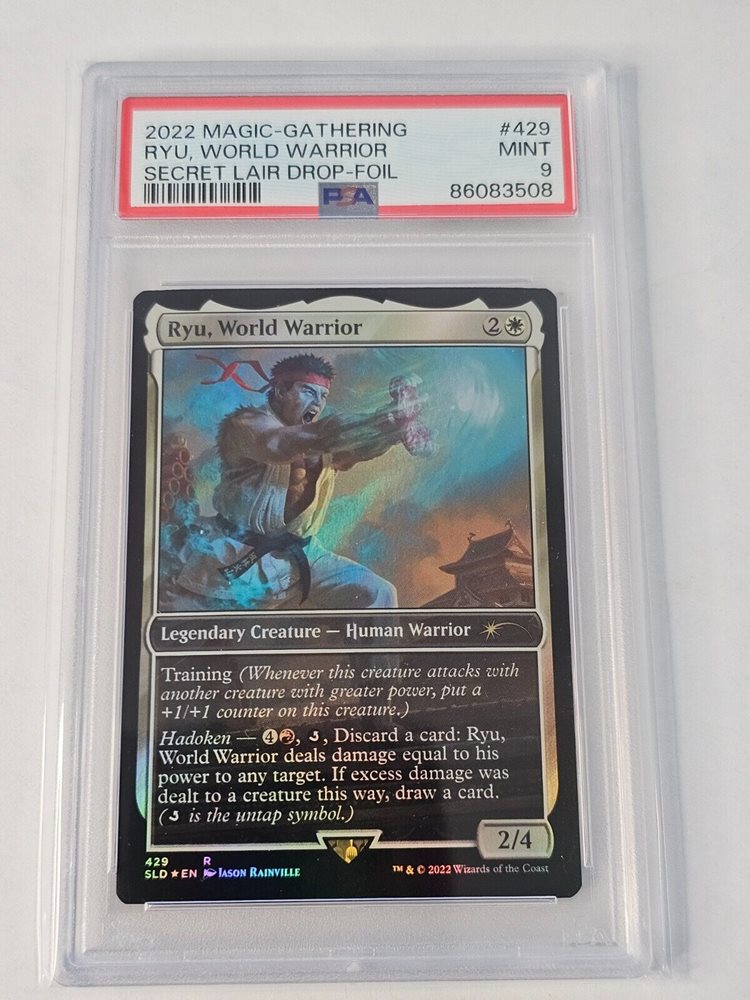 2022 MAGIC-GATHERING #429
RYU, WORLD WARRIOR MINT
SECRET LAIR DROP-FOIL 9
PSA 86083508
Ryu, World Warrior 2
Legendary Creature — Human Warrior
Training (Whenever this creature attacks with
another creature with greater power, put a
+1/+1 counter on this creature.)
Hadoken — 4, , Discard a card: Ryu,
World Warrior deals damage equal to his
power to any target. If excess damage was
dealt to a creature this way, draw a card.
( is the untap symbol.)
2/4
429 R
SLD★EN JASON RAINVILLE
™ & © 2022 Wizards of the Coast